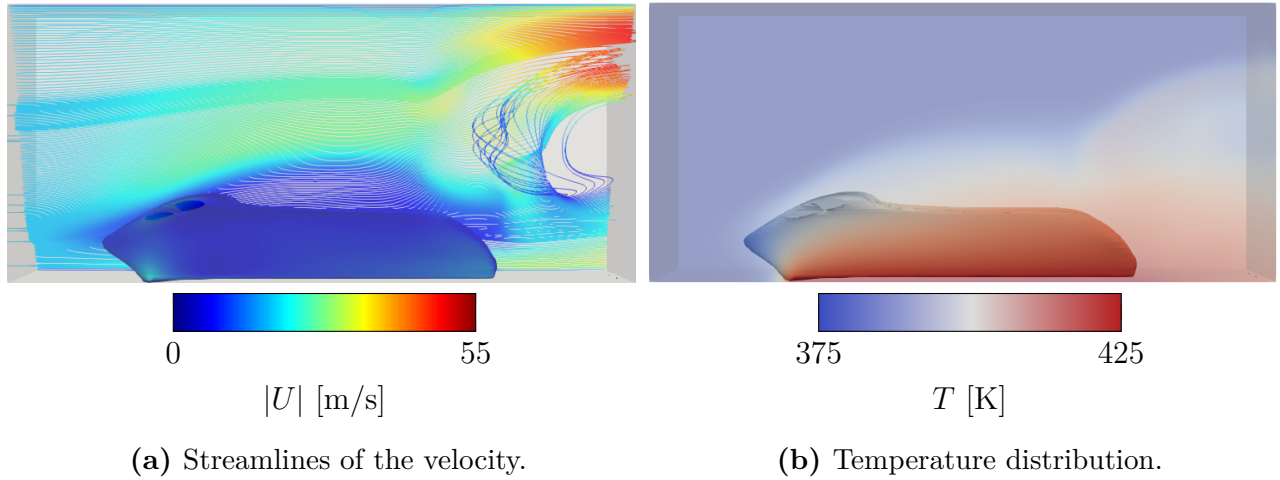 0 55
|U| [m/s]
(a) Streamlines of the velocity.
375 425
T [K]
(b) Temperature distribution.